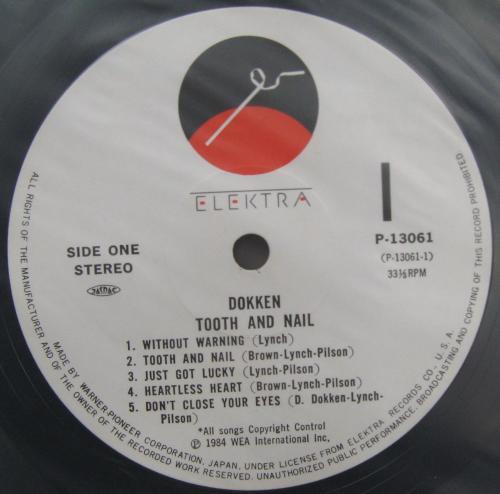 ELEKTRA
SIDE ONE
STEREO
JASRAC
P-13061
(P-13061-1)
33⅓RPM
DOKKEN
TOOTH AND NAIL
1. WITHOUT WARNING (Lynch)
2. TOOTH AND NAIL (Brown-Lynch-Pilson)
3. JUST GOT LUCKY (Lynch-Pilson)
4. HEARTLESS HEART (Brown-Lynch-Pilson)
5. DON'T CLOSE YOUR EYES (D. Dokken-Lynch-
Pilson)
*All songs Copyright Control
Ⓟ 1984 WEA International Inc.
ALL RIGHTS OF THE MANUFACTURER AND OF THE OWNER OF THE RECORDED WORK RESERVED. UNAUTHORIZED PUBLIC PERFORMANCE, BROADCASTING AND COPYING OF THIS RECORD PROHIBITED
MADE BY WARNER-PIONEER CORPORATION, JAPAN, UNDER LICENSE FROM ELEKTRA RECORDS CO., U.S.A.